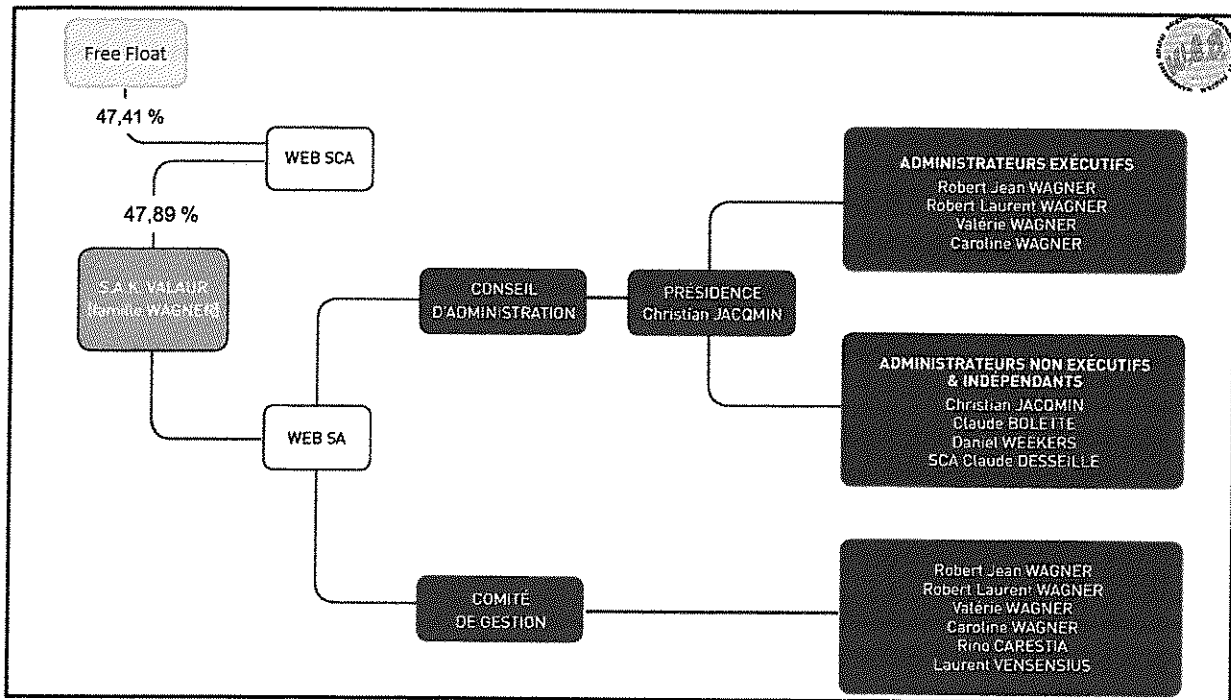 Free Float
47,41 %
WEB SCA
47,89 %
S.A.K. VALAUR
(famille WAGNER)
WEB SA
CONSEIL
D'ADMINISTRATION
PRÉSIDENCE
Christian JACQMIN
ADMINISTRATEURS EXÉCUTIFS
Robert Jean WAGNER
Robert Laurent WAGNER
Valérie WAGNER
Caroline WAGNER
ADMINISTRATEURS NON EXÉCUTIFS
& INDÉPENDANTS
Christian JACQMIN
Claude BOLETTE
Daniel WEEKERS
SCA Claude DESSEILLE
COMITÉ
DE GESTION
Robert Jean WAGNER
Robert Laurent WAGNER
Valérie WAGNER
Caroline WAGNER
Rino CARESTIA
Laurent VENSENSIUS